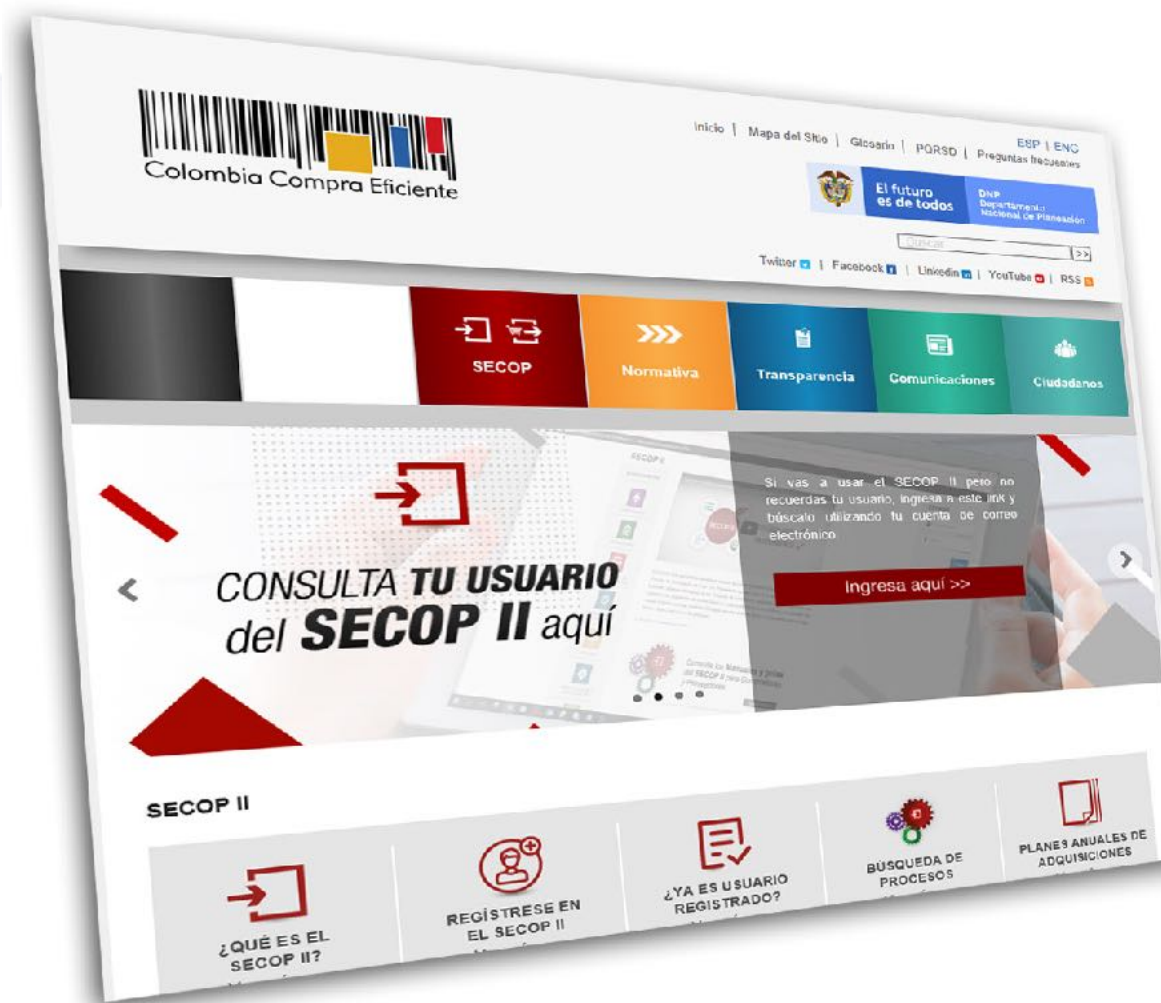 Colombia Compra Eficiente
Inicio | Mapa del Sitio | Glosario | PQRSD | Preguntas frecuentes
ESP | ENG
El futuro
es de todos
DNP
Departamento
Nacional de Planeación
Buscar
>>
Twitter | Facebook | Linkedin | YouTube | RSS
SECOP
Normativa
Transparencia
Comunicaciones
Ciudadanos
SECOP II
CONSULTA TU USUARIO
del SECOP II aquí
Si vas a usar el SECOP II pero no
recuerdas tu usuario, ingresa a este link y
búscalo utilizando tu cuenta de correo
electrónico
Ingresa aquí >>
SECOP II
¿QUÉ ES EL
SECOP II?
REGÍSTRESE EN
EL SECOP II
¿YA ES USUARIO
REGISTRADO?
BÚSQUEDA DE
PROCESOS
PLANES ANUALES DE
ADQUISICIONES